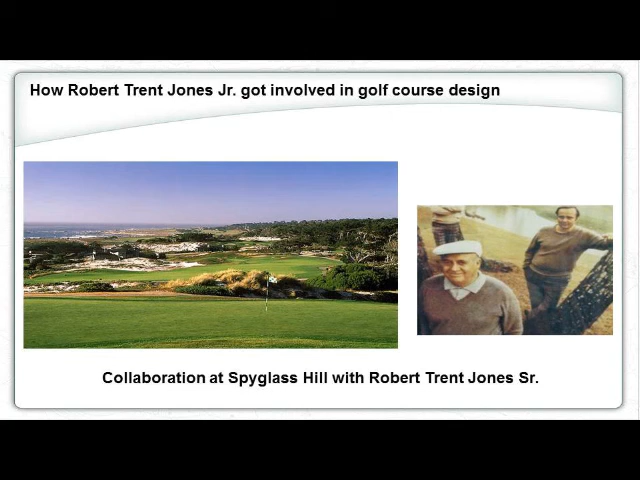 How Robert Trent Jones Jr. got involved in golf course design
Collaboration at Spyglass Hill with Robert Trent Jones Sr.